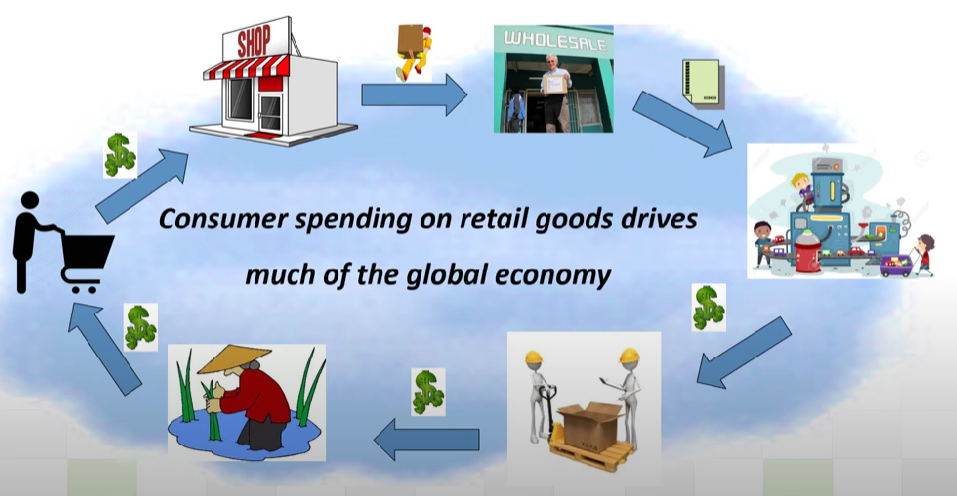 SHOP
WHOLESALE
Consumer spending on retail goods drives
much of the global economy